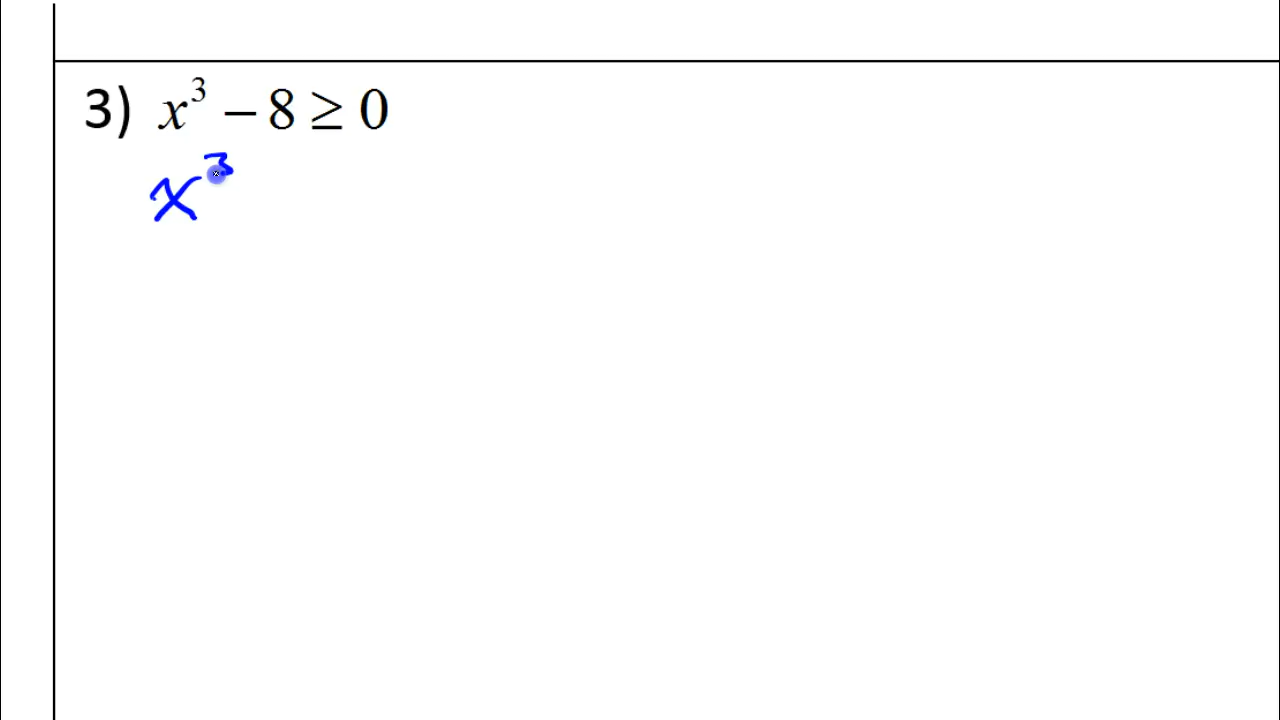 3) x³ − 8 ≥ 0
x³